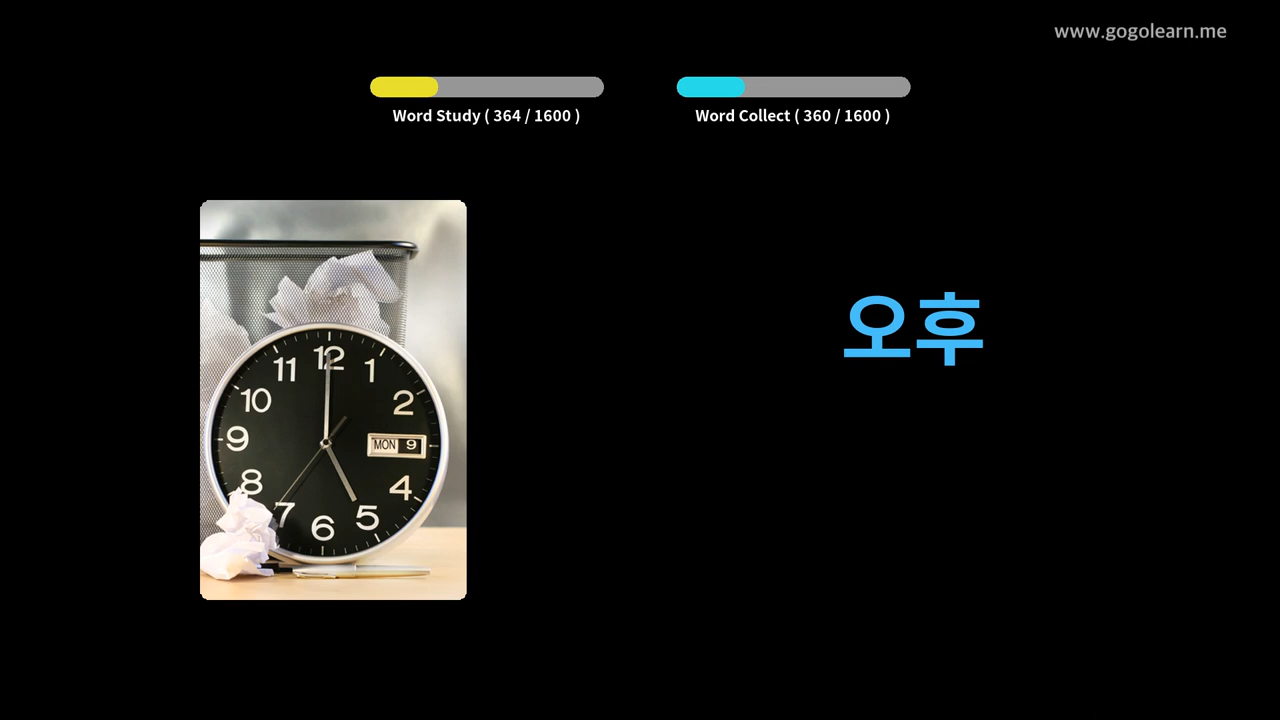 www.gogolearn.me
Word Study ( 364 / 1600 )
Word Collect ( 360 / 1600 )
오후
12
11
1
10
2
9
MON 9
8
4
7
5
6